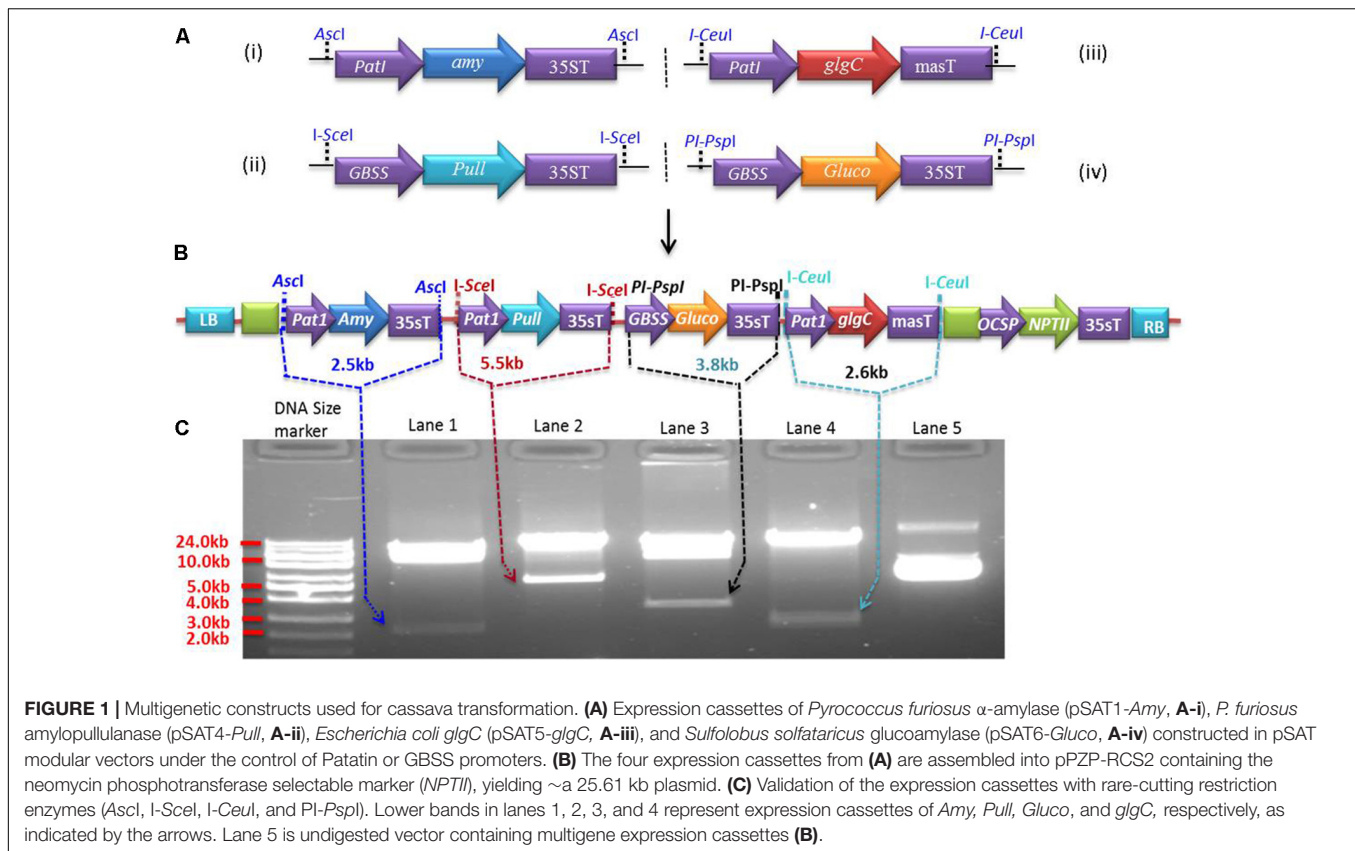 A
(i)
AscI
AscI
PatI
amy
35ST
I-CeuI
I-CeuI
PatI
glgC
masT
(iii)
(ii)
I-SceI
I-SceI
GBSS
Pull
35ST
PI-PspI
PI-PspI
GBSS
Gluco
35ST
(iv)
B
AscI
AscI
I-SceI
I-SceI
PI-PspI
PI-PspI
I-CeuI
I-CeuI
LB
Pat1
Amy
35sT
Pat1
Pull
35sT
GBSS
Gluco
35sT
Pat1
glgC
masT
OCSP
NPTII
35sT
RB
2.5kb
5.5kb
3.8kb
2.6kb
C
DNA Size
marker
Lane 1
Lane 2
Lane 3
Lane 4
Lane 5
24.0kb
10.0kb
5.0kb
4.0kb
3.0kb
2.0kb
FIGURE 1 | Multigenetic constructs used for cassava transformation. (A) Expression cassettes of Pyrococcus furiosus α-amylase (pSAT1-Amy, A-i), P. furiosus
amylopullulanase (pSAT4-Pull, A-ii), Escherichia coli glgC (pSAT5-glgC, A-iii), and Sulfolobus solfataricus glucoamylase (pSAT6-Gluco, A-iv) constructed in pSAT
modular vectors under the control of Patatin or GBSS promoters. (B) The four expression cassettes from (A) are assembled into pPZP-RCS2 containing the
neomycin phosphotransferase selectable marker (NPTII), yielding ~a 25.61 kb plasmid. (C) Validation of the expression cassettes with rare-cutting restriction
enzymes (AscI, I-SceI, I-CeuI, and PI-PspI). Lower bands in lanes 1, 2, 3, and 4 represent expression cassettes of Amy, Pull, Gluco, and glgC, respectively, as
indicated by the arrows. Lane 5 is undigested vector containing multigene expression cassettes (B).